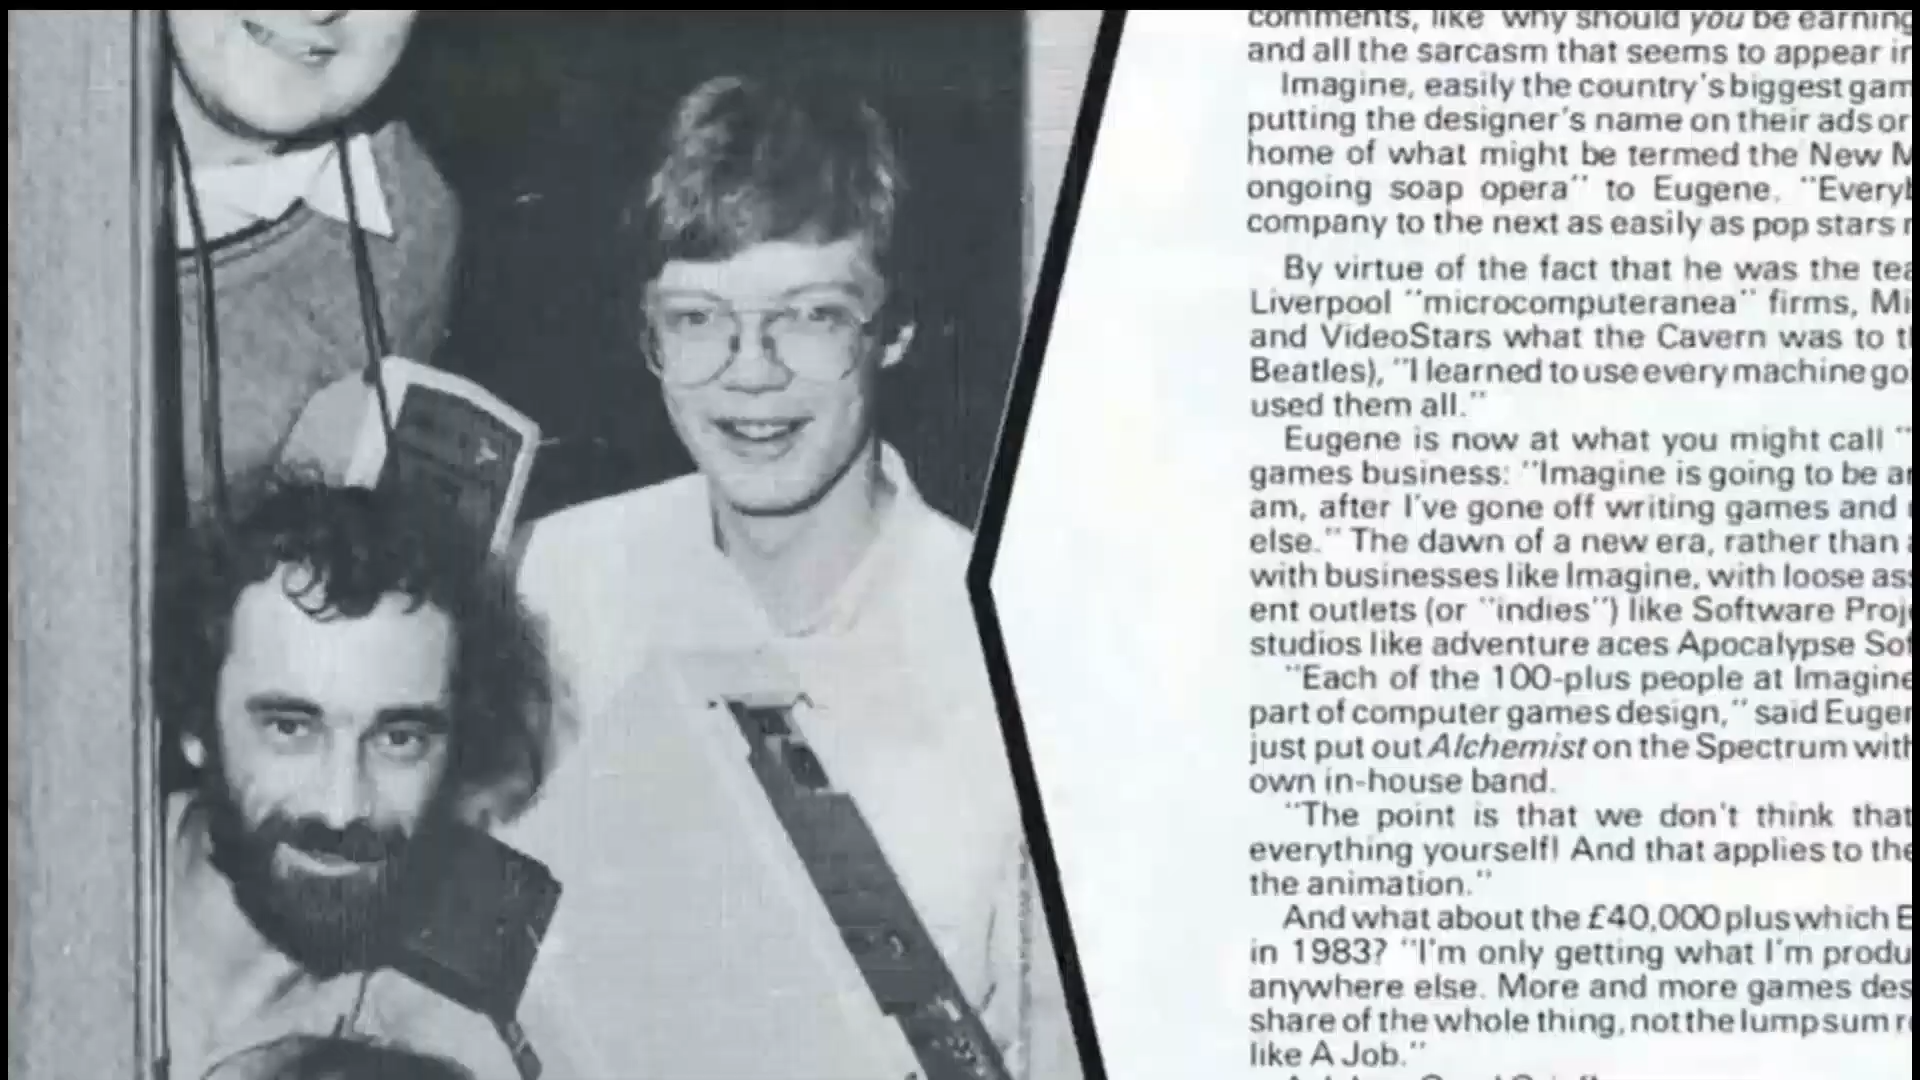 comments, like "why should you be earning
and all the sarcasm that seems to appear in
Imagine, easily the country's biggest gam
putting the designer's name on their ads or
home of what might be termed the New M
ongoing soap opera" to Eugene. "Everyb
company to the next as easily as pop stars
By virtue of the fact that he was the tea
Liverpool "microcomputeranea" firms, Mi
and VideoStars what the Cavern was to t
Beatles), "I learned to use every machine go
used them all."
Eugene is now at what you might call "
games business: "Imagine is going to be
am, after I've gone off writing games and
else." The dawn of a new era, rather than
with businesses like Imagine, with loose ass
ent outlets (or "indies") like Software Proj
studios like adventure aces Apocalypse Sof
"Each of the 100-plus people at Imagine
part of computer games design," said Eugen
just put out Alchemist on the Spectrum with
own in-house band.
"The point is that we don't think that
everything yourself! And that applies to the
the animation."
And what about the £40,000 plus which E
in 1983? "I'm only getting what I'm produ
anywhere else. More and more games des
share of the whole thing, not the lump sum
like A Job."